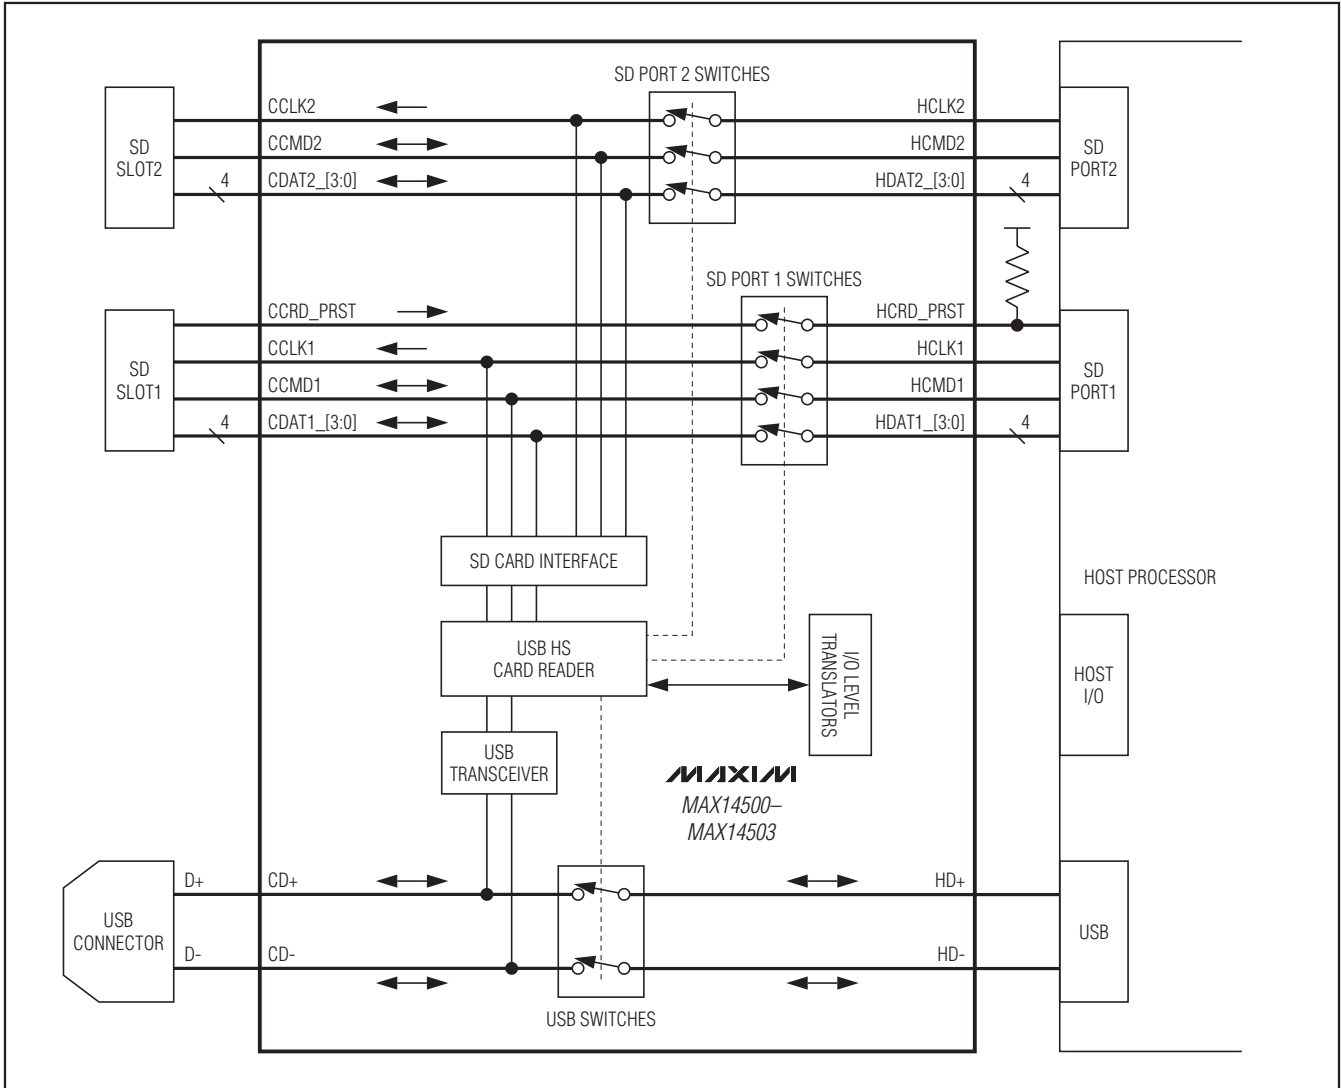 SD PORT 2 SWITCHES
SD
SLOT2
CCLK2
HCLK2
CCMD2
HCMD2
4
CDAT2_[3:0]
HDAT2_[3:0]
4
SD
PORT2
SD PORT 1 SWITCHES
SD
SLOT1
CCRD_PRST
HCRD_PRST
CCLK1
HCLK1
CCMD1
HCMD1
4
CDAT1_[3:0]
HDAT1_[3:0]
4
SD
PORT1
SD CARD INTERFACE
HOST PROCESSOR
USB HS
CARD READER
I/O LEVEL
TRANSLATORS
HOST
I/O
USB
TRANSCEIVER
MAXIM
MAX14500–
MAX14503
USB
CONNECTOR
D+
CD+
HD+
D-
CD-
HD-
USB
USB SWITCHES